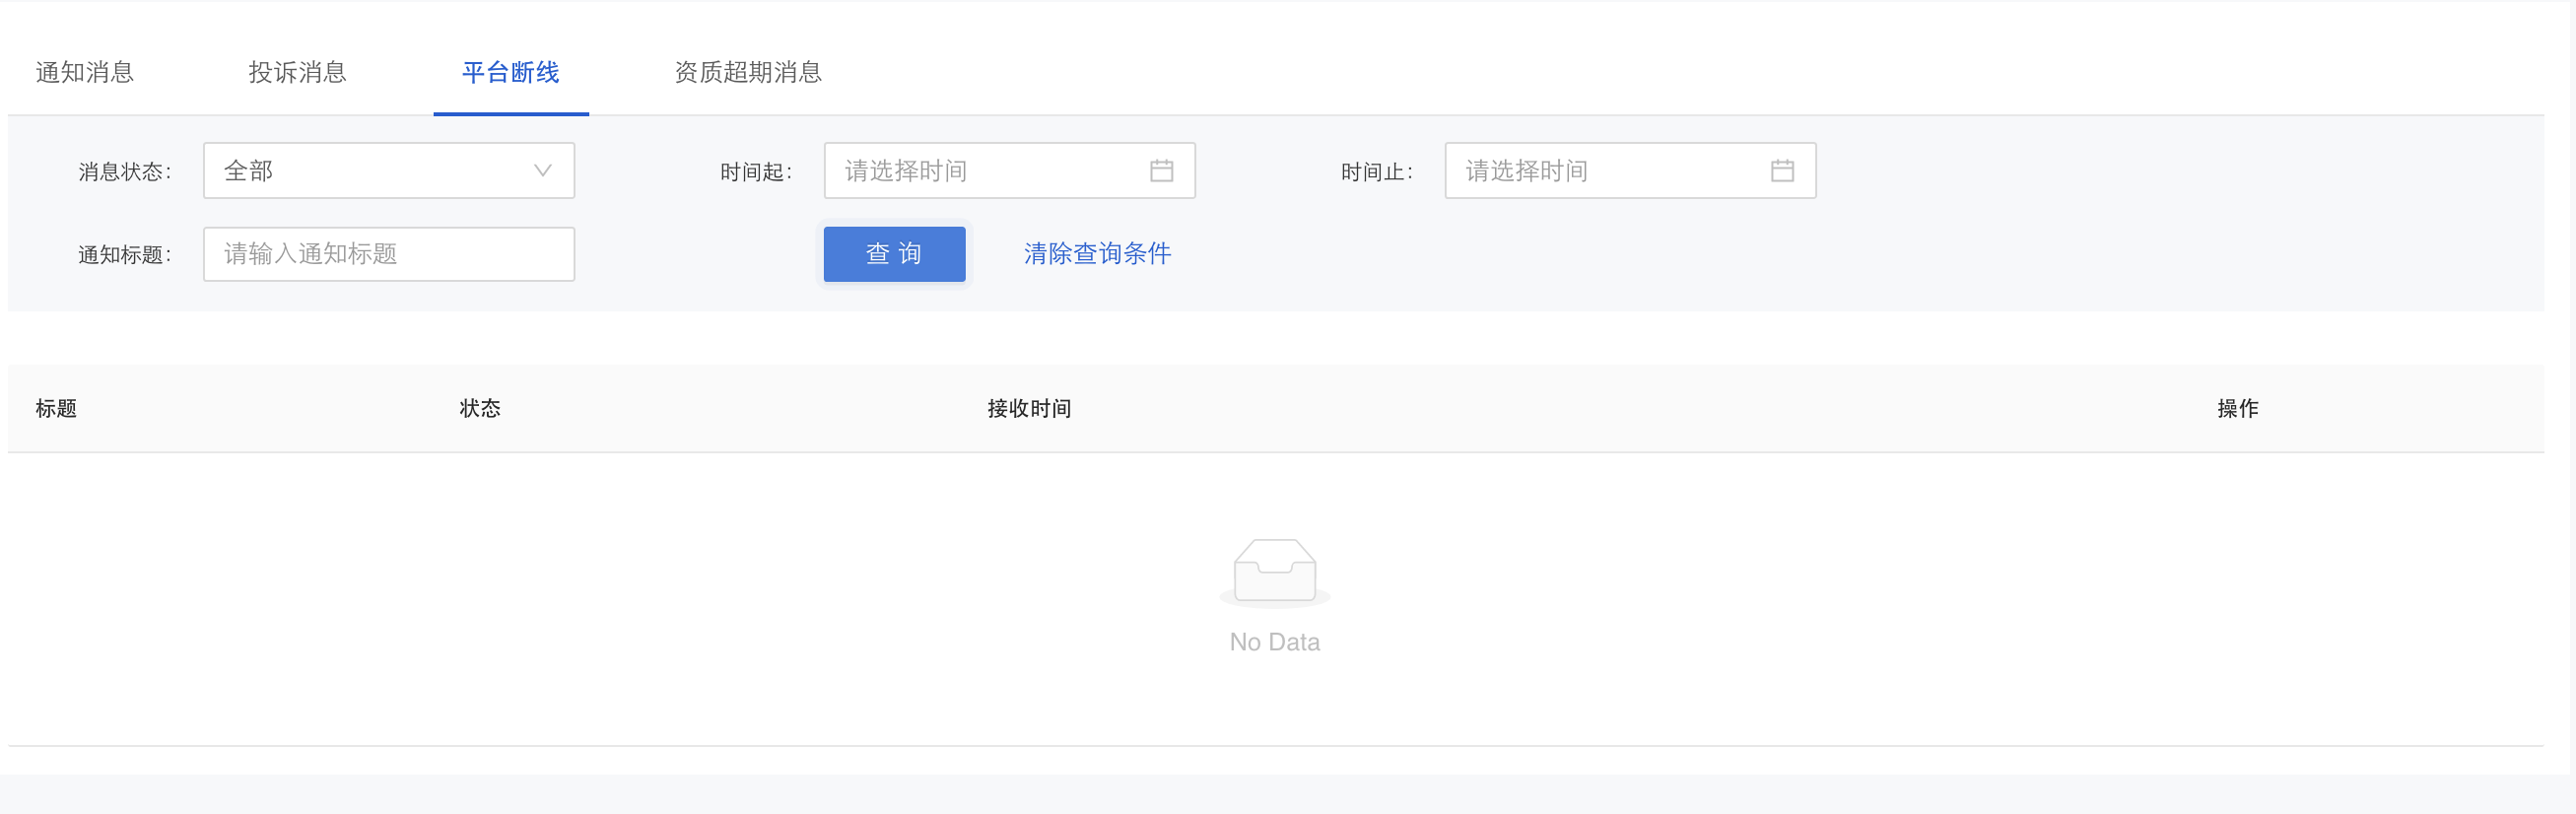 通知消息 投诉消息 平台断线 资质超期消息
消息状态： 全部 时间起： 请选择时间 时间止： 请选择时间
通知标题： 请输入通知标题 查 询 清除查询条件
标题 状态 接收时间 操作
No Data